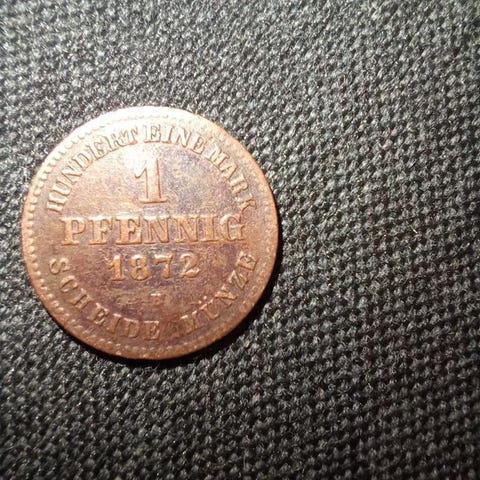 HUNDERT EINE MARK
1
PFENNIG
1872
B
SCHEIDE MÜNZE